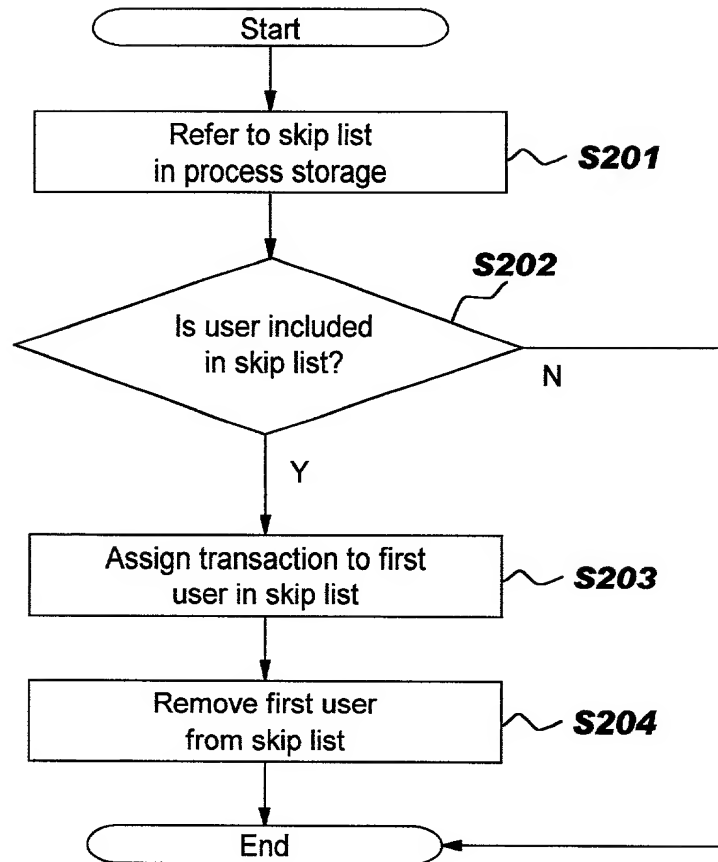 Start
Refer to skip list
in process storage
S201
S202
Is user included
in skip list?
N
Y
Assign transaction to first
user in skip list
S203
Remove first user
from skip list
S204
End